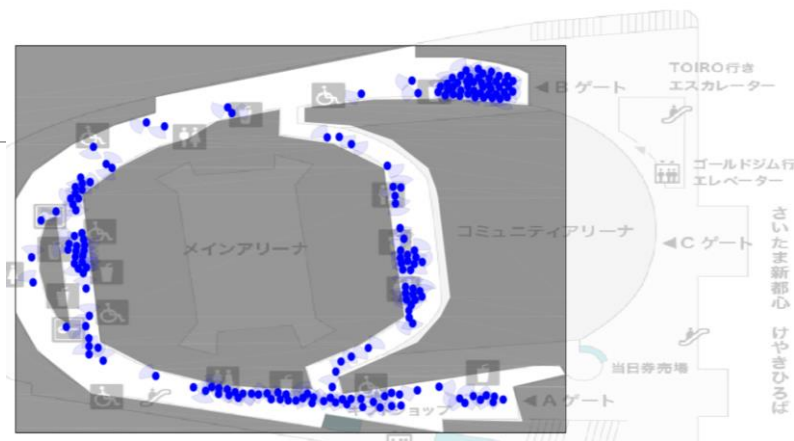 TOIRO行き
エスカレーター
◀Bゲート
ゴールドジム行
エレベーター
メインアリーナ
コミュニティアリーナ
◀Cゲート
さいたま新都心 けやきひろば
当日券売場
◀Aゲート
ショップ